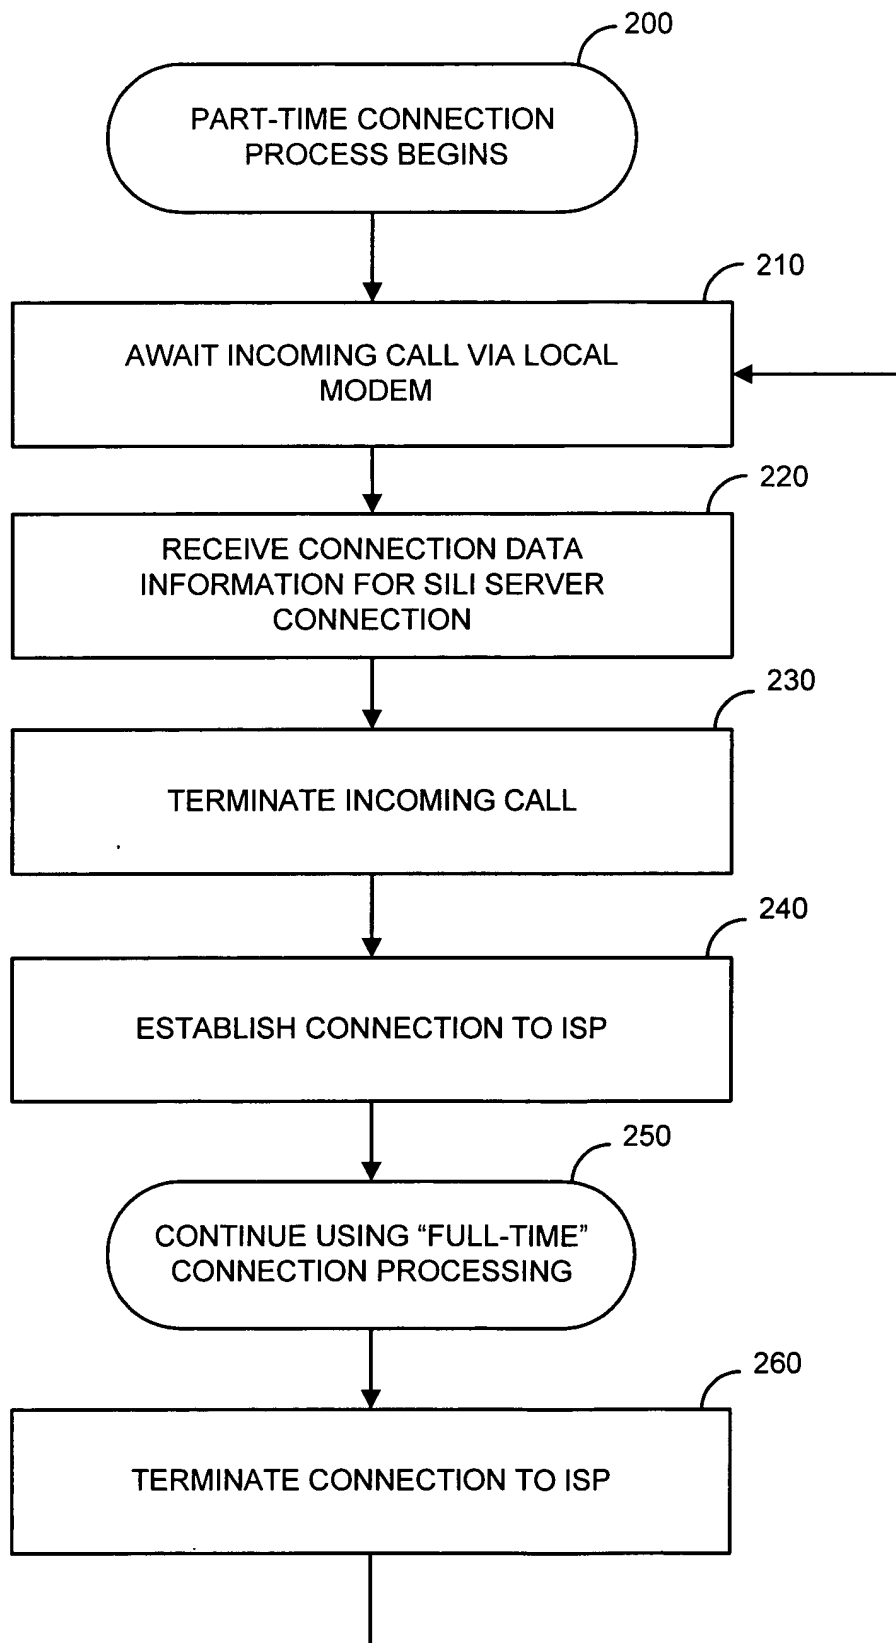 200
PART-TIME CONNECTION
PROCESS BEGINS
210
AWAIT INCOMING CALL VIA LOCAL
MODEM
220
RECEIVE CONNECTION DATA
INFORMATION FOR SILI SERVER
CONNECTION
230
TERMINATE INCOMING CALL
240
ESTABLISH CONNECTION TO ISP
250
CONTINUE USING “FULL-TIME”
CONNECTION PROCESSING
260
TERMINATE CONNECTION TO ISP